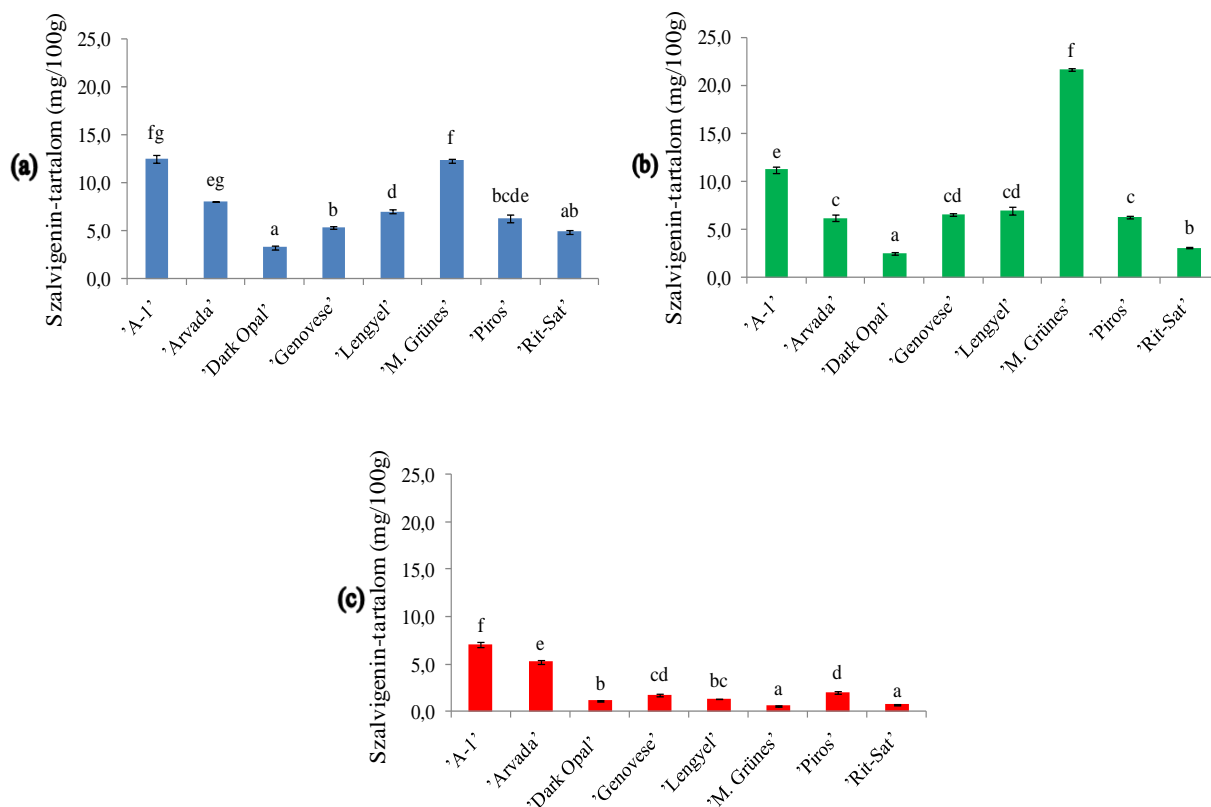 (a)
Szalvigenin-tartalom (mg/100g)
25,0
20,0
15,0
10,0
5,0
0,0
fg
eg
a
b
d
f
bcde
ab
’A-1’
’Arvada’
’Dark Opal’
’Genovese’
’Lengyel’
’M. Grünes’
’Piros’
’Rit-Sat’
(b)
Szalvigenin-tartalom (mg/100g)
25,0
20,0
15,0
10,0
5,0
0,0
e
c
a
cd
cd
f
c
b
’A-1’
’Arvada’
’Dark Opal’
’Genovese’
’Lengyel’
’M. Grünes’
’Piros’
’Rit-Sat’
(c)
Szalvigenin-tartalom (mg/100g)
25,0
20,0
15,0
10,0
5,0
0,0
f
e
b
cd
bc
a
d
a
’A-1’
’Arvada’
’Dark Opal’
’Genovese’
’Lengyel’
’M. Grünes’
’Piros’
’Rit-Sat’